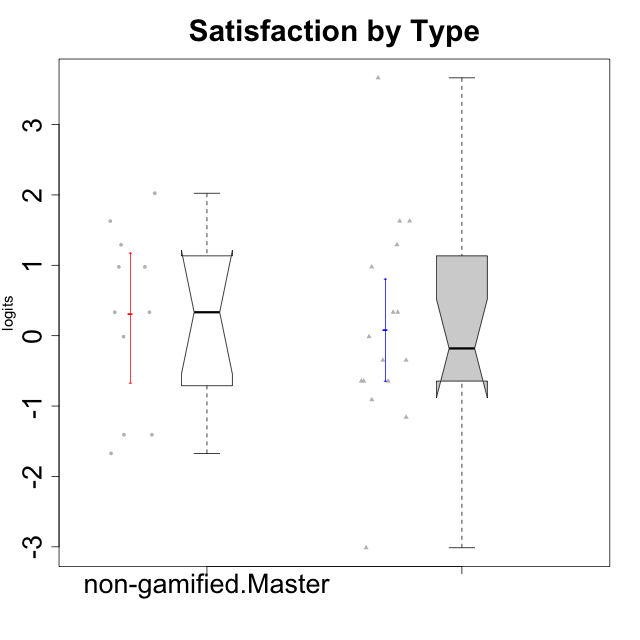 Satisfaction by Type
logits
3
2
1
0
-1
-2
-3
non-gamified.Master